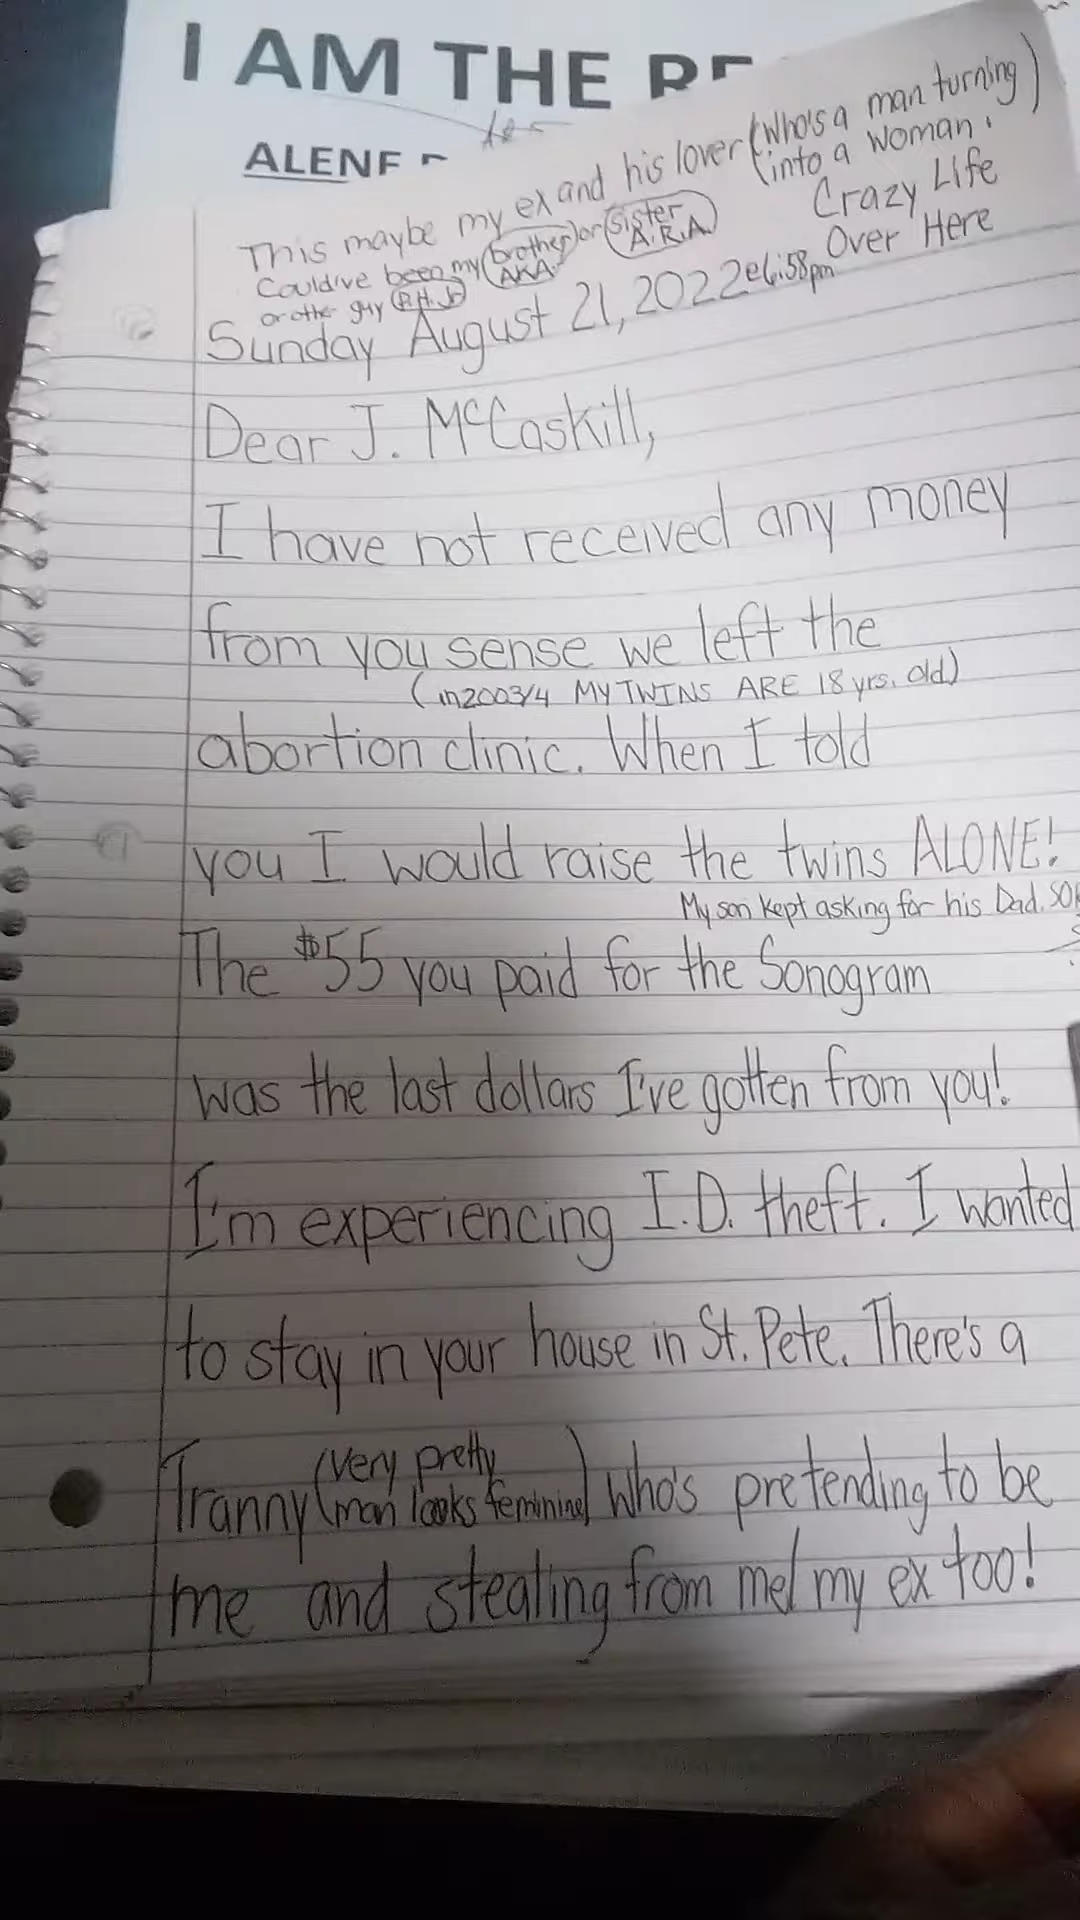 I AM THE RE
ALENE
This maybe my ex and his lover (who's a man turning)
(into a woman.
Could've been my (brother) or (sister
AKA. A.R.A.)
or other guy (R.H. Jr)
Crazy Life
Over Here
Sunday August 21, 2022 @ 6:58pm
Dear J. McCaskill,
I have not received any money
from you sense we left the
(in 2003/4 MY TWINS ARE 18 yrs. old)
abortion clinic. When I told
you I would raise the twins ALONE!
My son kept asking for his Dad.
The $55 you paid for the Sonogram
was the last dollars I've gotten from you!
I'm experiencing I.D. theft. I wanted
to stay in your house in St. Pete. There's a
Tranny (very pretty
man looks feminine) who's pretending to be
me and stealing from me/my ex too!